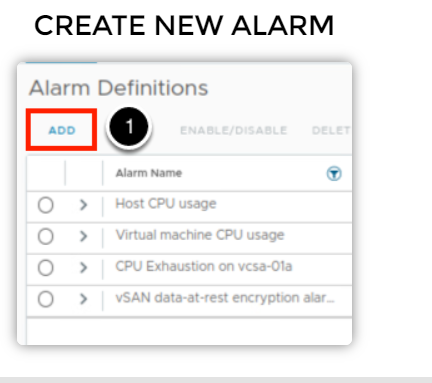 CREATE NEW ALARM
Alarm Definitions
ADD 1 ENABLE/DISABLE DELET
Alarm Name
Host CPU usage
Virtual machine CPU usage
CPU Exhaustion on vcsa-01a
vSAN data-at-rest encryption alar...